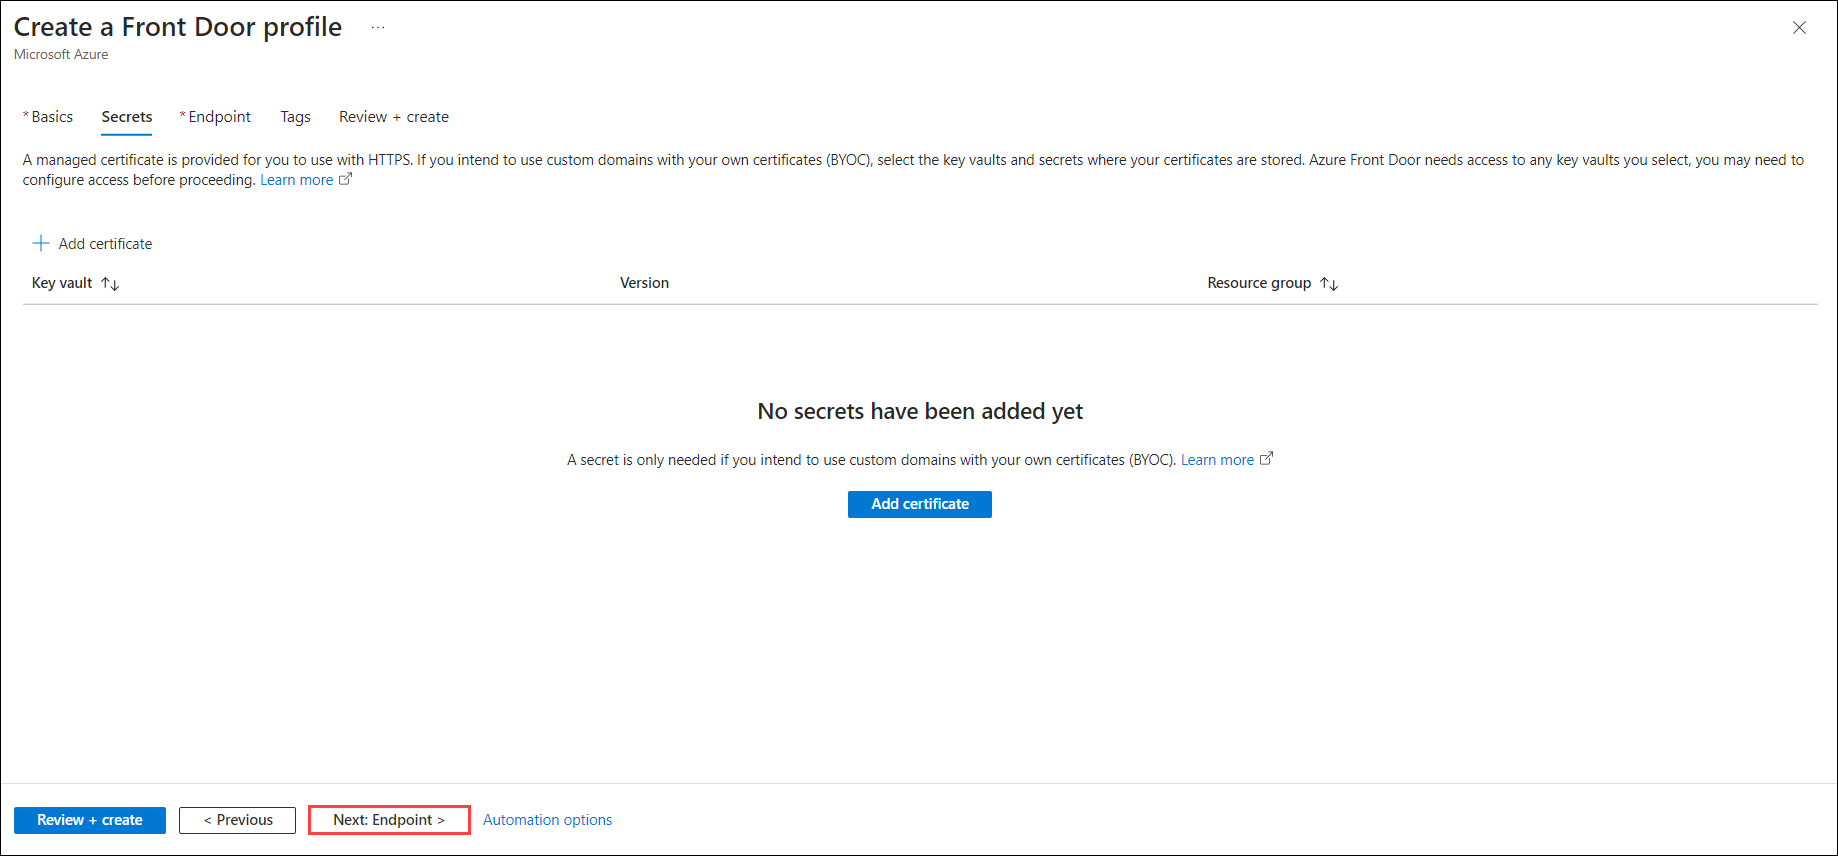 Create a Front Door profile ...
Microsoft Azure
* Basics Secrets * Endpoint Tags Review + create
A managed certificate is provided for you to use with HTTPS. If you intend to use custom domains with your own certificates (BYOC), select the key vaults and secrets where your certificates are stored. Azure Front Door needs access to any key vaults you select, you may need to
configure access before proceeding. Learn more
Add certificate
Key vault Version Resource group
No secrets have been added yet
A secret is only needed if you intend to use custom domains with your own certificates (BYOC). Learn more
Add certificate
Review + create < Previous Next: Endpoint > Automation options